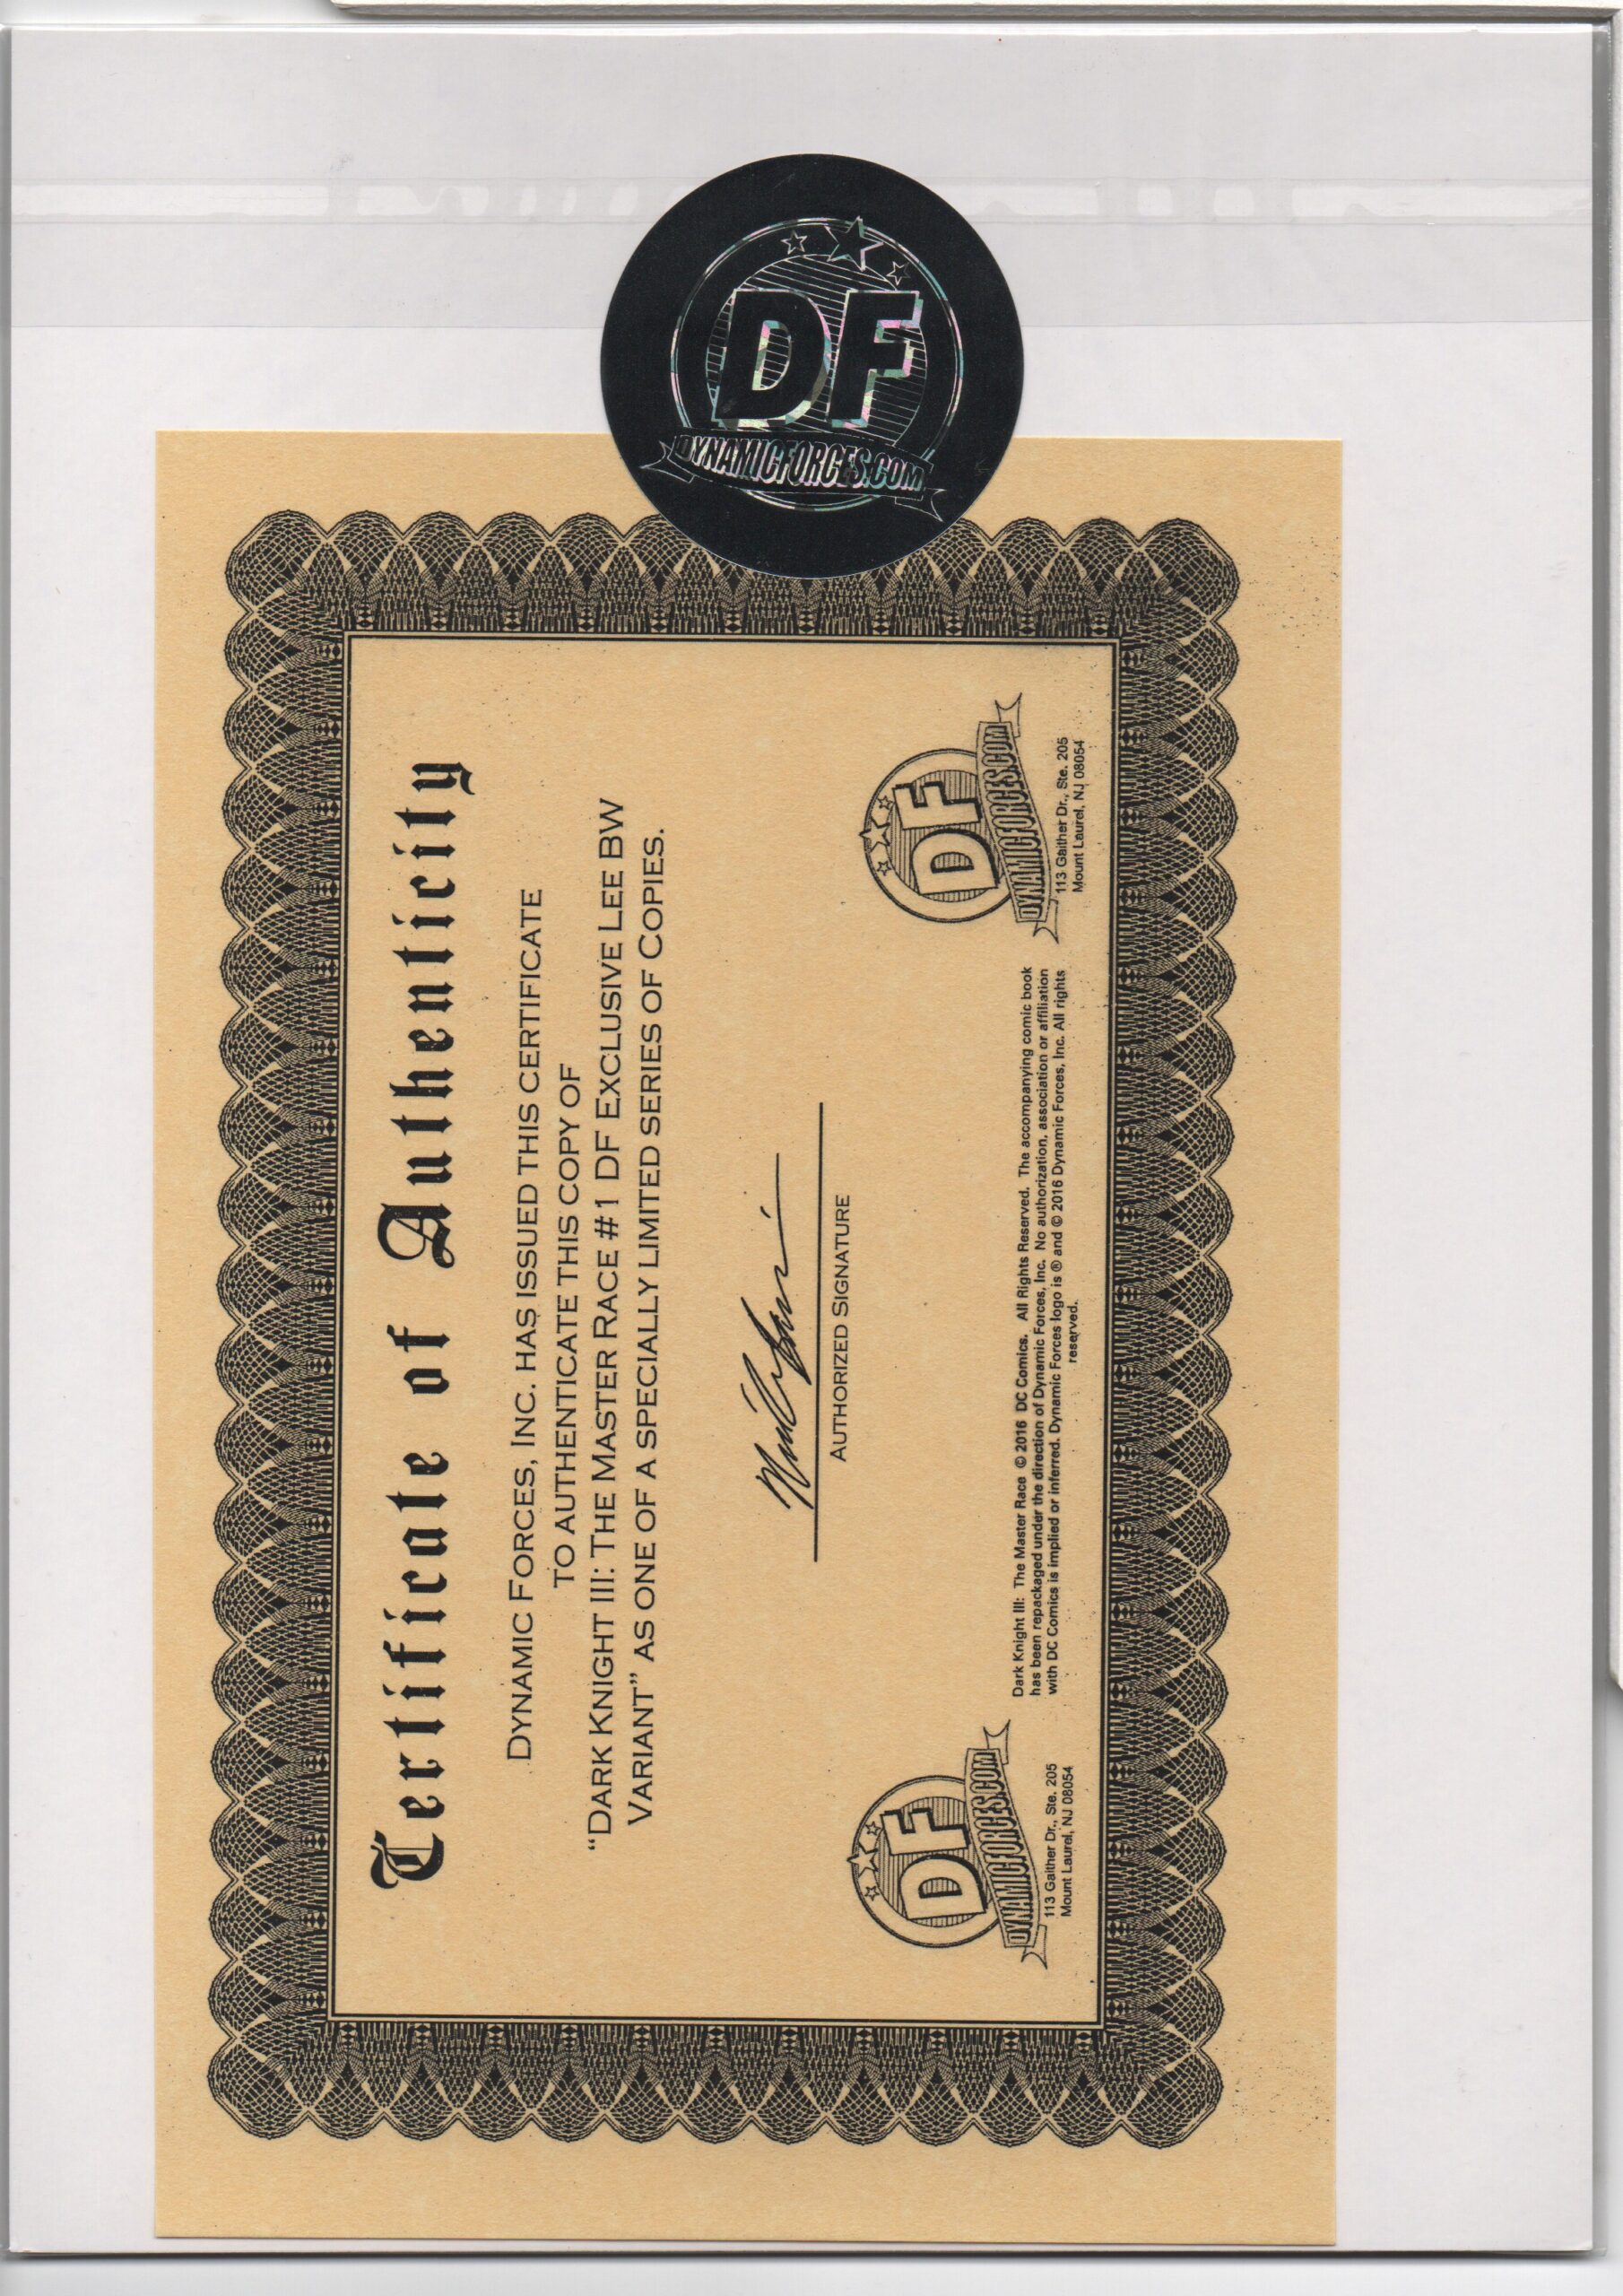 DF
DYNAMICFORCES.COM
Certificate of Authenticity
DYNAMIC FORCES, INC. HAS ISSUED THIS CERTIFICATE
TO AUTHENTICATE THIS COPY OF
“DARK KNIGHT III: THE MASTER RACE #1 DF EXCLUSIVE LEE BW
VARIANT” AS ONE OF A SPECIALLY LIMITED SERIES OF COPIES.
AUTHORIZED SIGNATURE
DF
DYNAMICFORCES.COM
113 Gaither Dr., Ste. 205
Mount Laurel, NJ 08054
Dark Knight III: The Master Race © 2016 DC Comics. All Rights Reserved. The accompanying comic book
has been repackaged under the direction of Dynamic Forces, Inc. No authorization, association or affiliation
with DC Comics is implied or inferred. Dynamic Forces logo is ® and © 2016 Dynamic Forces, Inc. All rights
reserved.
DF
DYNAMICFORCES.COM
113 Gaither Dr., Ste. 205
Mount Laurel, NJ 08054